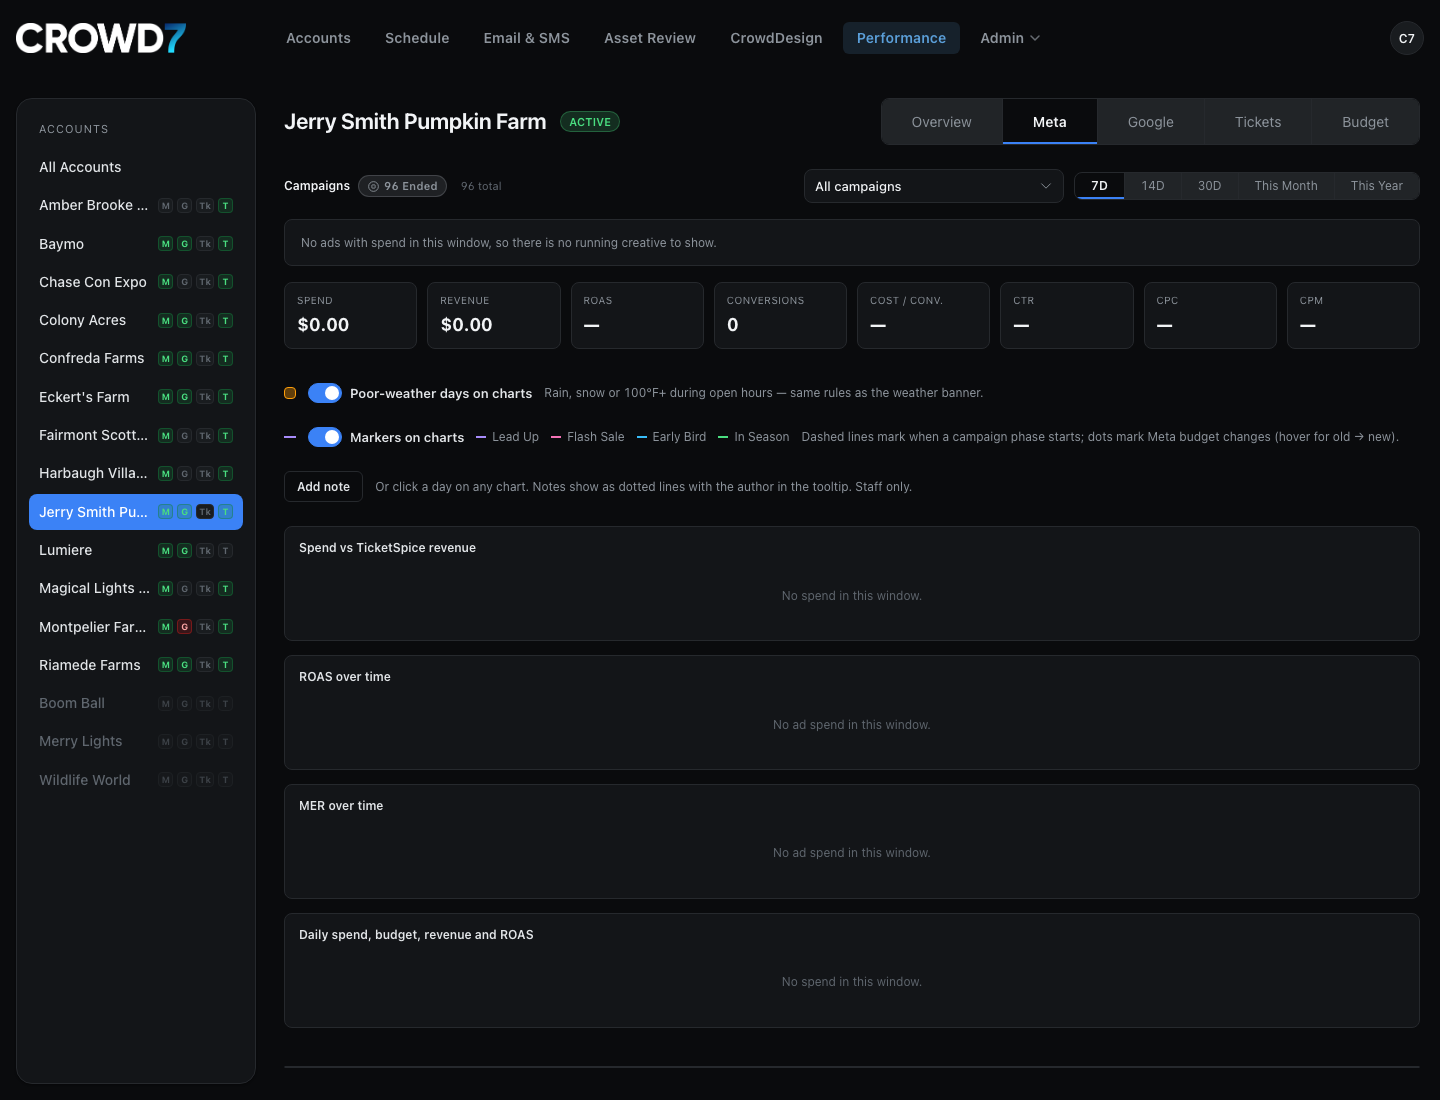 CROWD7
Accounts Schedule Email & SMS Asset Review CrowdDesign Performance Admin
C7
ACCOUNTS
All Accounts
Amber Brooke ... M G Tk T
Baymo M G Tk T
Chase Con Expo M G Tk T
Colony Acres M G Tk T
Confreda Farms M G Tk T
Eckert's Farm M G Tk T
Fairmont Scott... M G Tk T
Harbaugh Villa... M G Tk T
Jerry Smith Pu... M G Tk T
Lumiere M G Tk T
Magical Lights ... M G Tk T
Montpelier Far... M G Tk T
Riamede Farms M G Tk T
Boom Ball M G Tk T
Merry Lights M G Tk T
Wildlife World M G Tk T
Jerry Smith Pumpkin Farm ACTIVE
Overview Meta Google Tickets Budget
Campaigns 96 Ended 96 total
All campaigns
7D 14D 30D This Month This Year
No ads with spend in this window, so there is no running creative to show.
SPEND REVENUE ROAS CONVERSIONS COST / CONV. CTR CPC CPM
$0.00 $0.00 — 0 — — — —
Poor-weather days on charts Rain, snow or 100°F+ during open hours — same rules as the weather banner.
Markers on charts Lead Up Flash Sale Early Bird In Season Dashed lines mark when a campaign phase starts; dots mark Meta budget changes (hover for old → new).
Add note Or click a day on any chart. Notes show as dotted lines with the author in the tooltip. Staff only.
Spend vs TicketSpice revenue
No spend in this window.
ROAS over time
No ad spend in this window.
MER over time
No ad spend in this window.
Daily spend, budget, revenue and ROAS
No spend in this window.